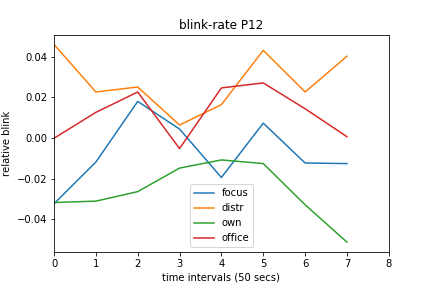 blink-rate P12
relative blink
0.04
0.02
0.00
−0.02
−0.04
focus
distr
own
office
0 1 2 3 4 5 6 7 8
time intervals (50 secs)